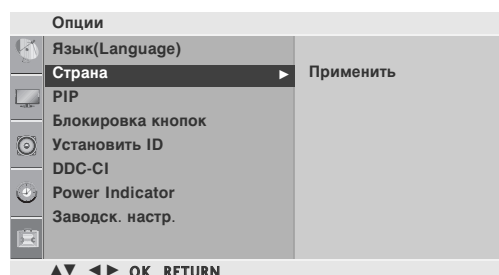 Опции
Язык(Language)
Страна ► Применить
PIP
Блокировка кнопок
Установить ID
DDC-CI
Power Indicator
Заводск. настр.
▲▼ ◄► OK RETURN